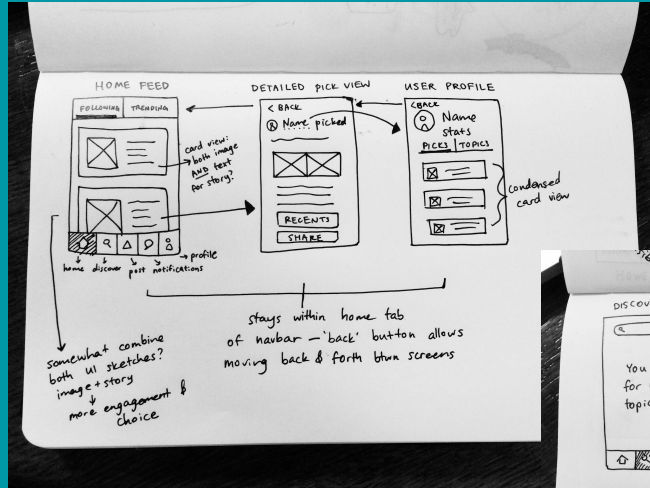 HOME FEED
FOLLOWING TRENDING
card view:
both image
AND text
for story?
home discover post notifications
profile
DETAILED PICK VIEW
< BACK
Name picked
RECENTS
SHARE
USER PROFILE
< BACK
Name
stats
PICKS TOPICS
condensed
card view
stays within home tab
of navbar – 'back' button allows
moving back & forth btwn screens
somewhat combine
both UI sketches?
image + story
more engagement &
choice
DISCOV
You
for
topic